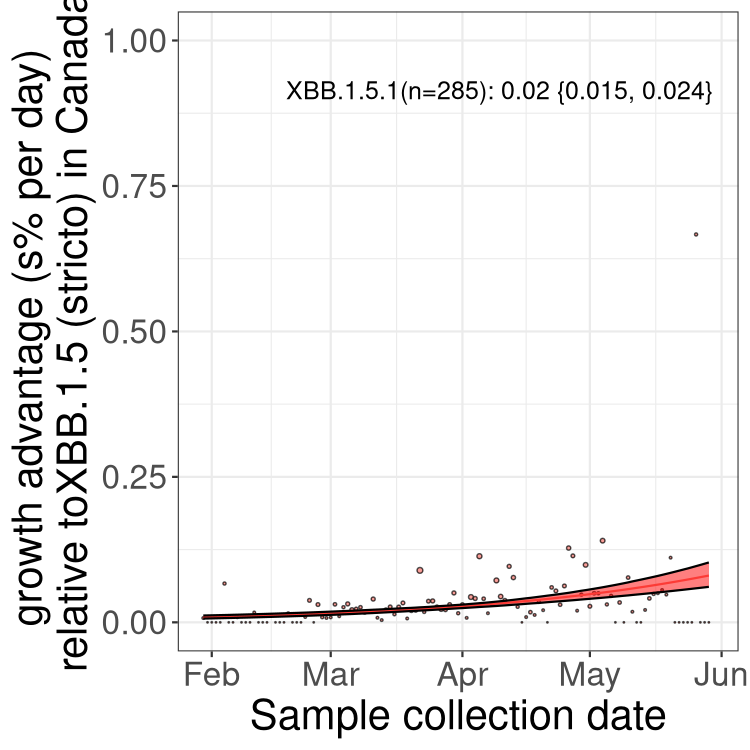 growth advantage (s% per day)
relative toXBB.1.5 (stricto) in Canada
1.00
0.75
0.50
0.25
0.00
XBB.1.5.1(n=285): 0.02 {0.015, 0.024}
Feb Mar Apr May Jun
Sample collection date